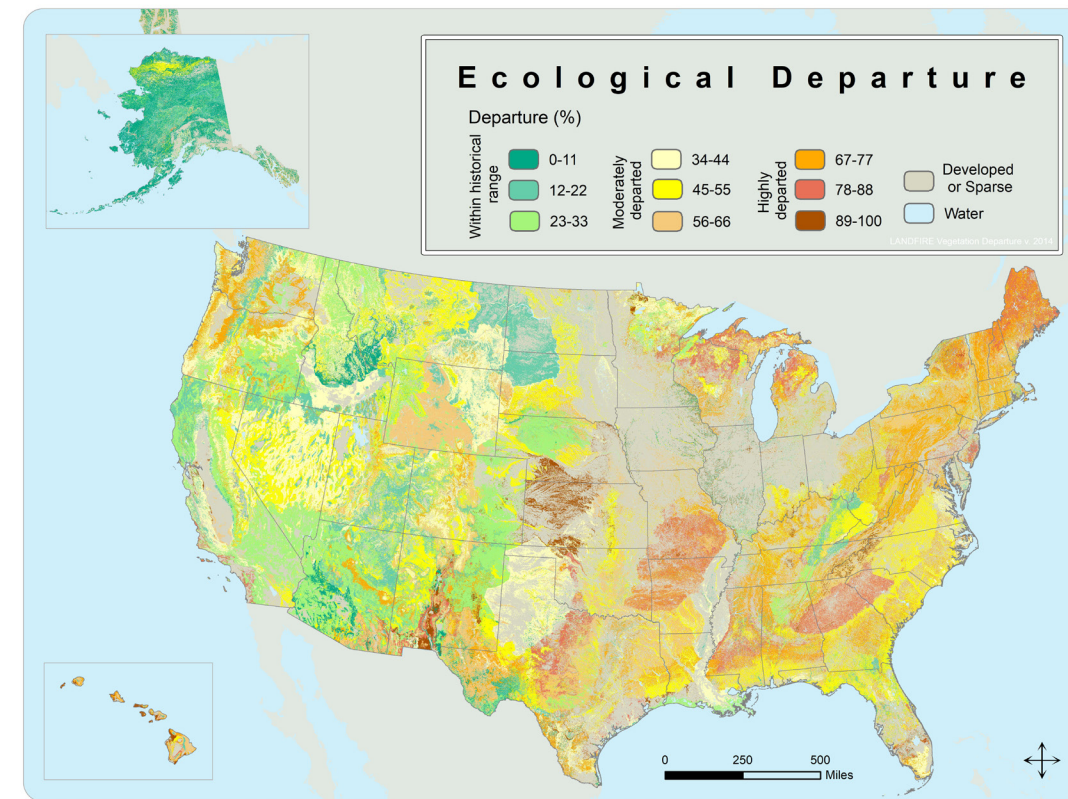 Ecological Departure
Departure (%)
Within historical
range
0-11
12-22
23-33
Moderately
departed
34-44
45-55
56-66
Highly
departed
67-77
78-88
89-100
Developed
or Sparse
Water
LANDFIRE Vegetation Departure v. 2014
0 250 500
Miles